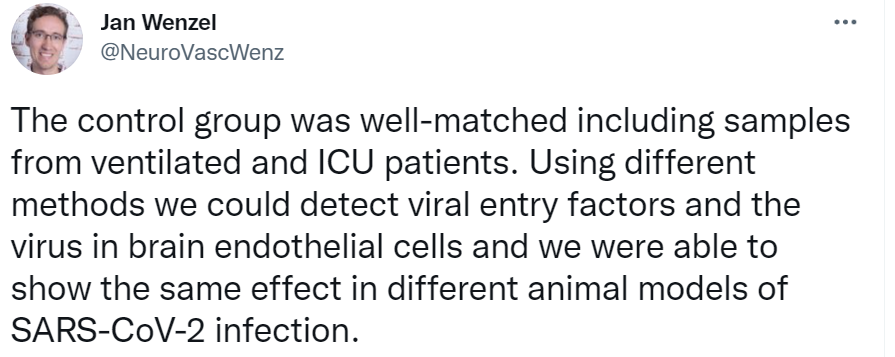 Jan Wenzel
@NeuroVascWenz
The control group was well-matched including samples
from ventilated and ICU patients. Using different
methods we could detect viral entry factors and the
virus in brain endothelial cells and we were able to
show the same effect in different animal models of
SARS-CoV-2 infection.